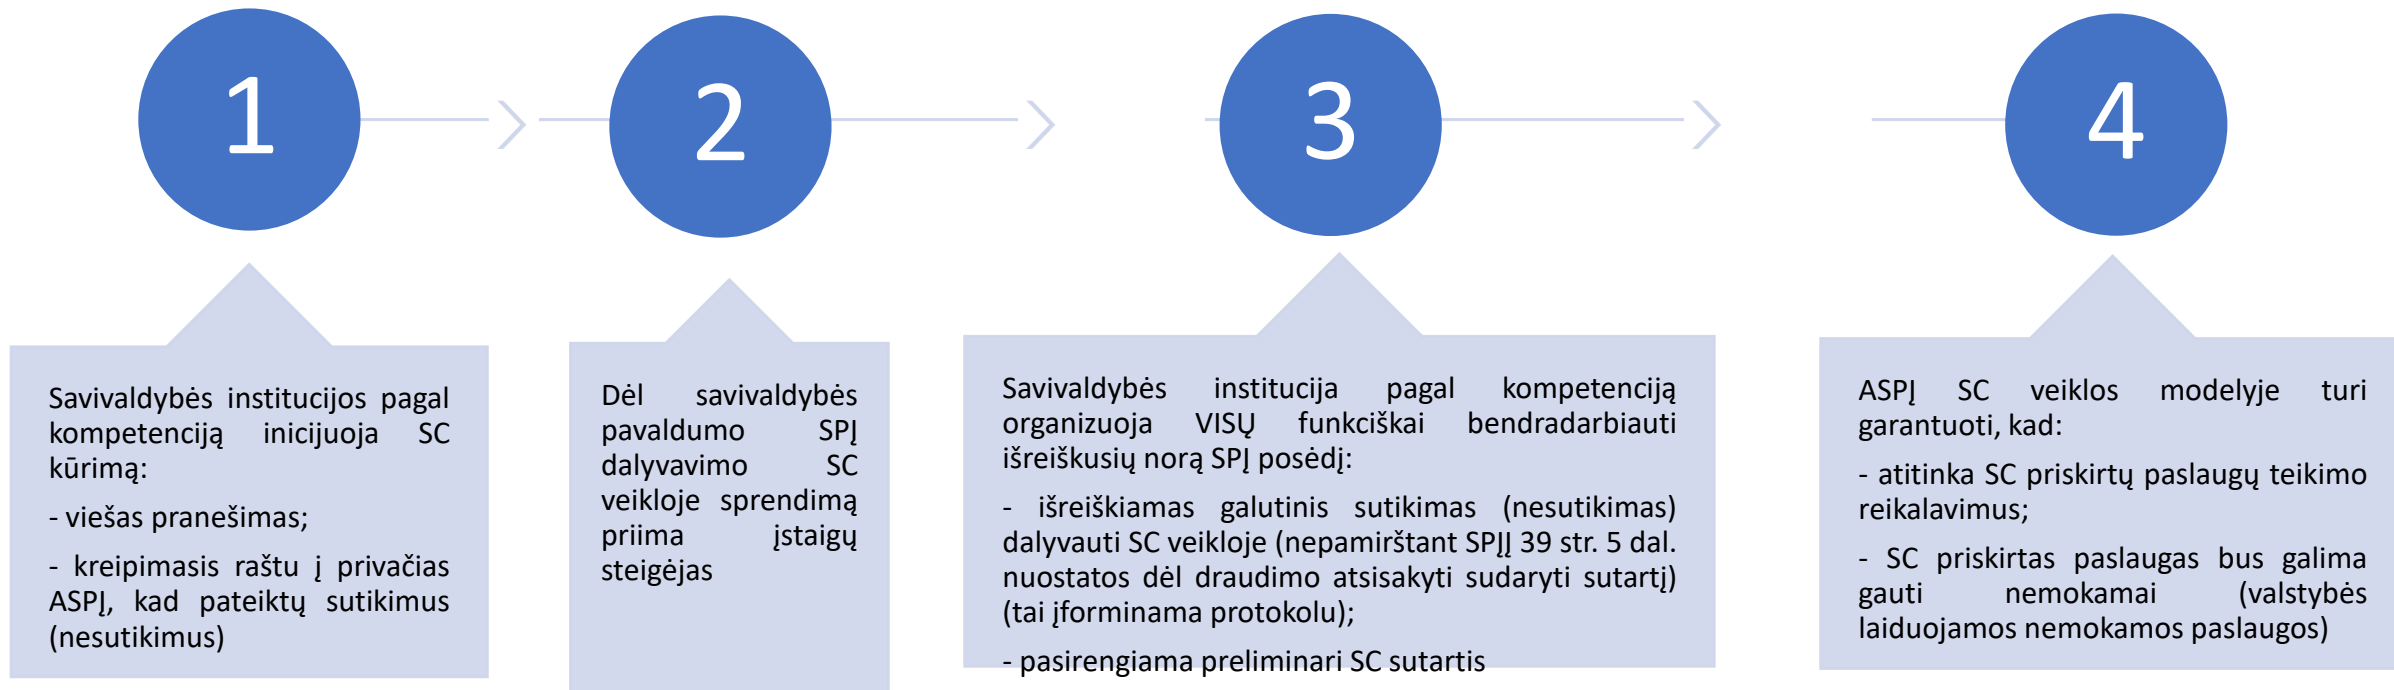 1
2
3
4
Savivaldybės institucijos pagal
kompetenciją inicijuoja SC
kūrimą:
- viešas pranešimas;
- kreipimasis raštu į privačias
ASPĮ, kad pateiktų sutikimus
(nesutikimus)
Dėl savivaldybės
pavaldumo SPĮ
dalyvavimo SC
veikloje sprendimą
priima įstaigų
steigėjas
Savivaldybės institucija pagal kompetenciją
organizuoja VISŲ funkciškai bendradarbiauti
išreiškusių norą SPĮ posėdį:
- išreiškiamas galutinis sutikimas (nesutikimas)
dalyvauti SC veikloje (nepamirštant SPĮĮ 39 str. 5 dal.
nuostatos dėl draudimo atsisakyti sudaryti sutartį)
(tai įforminama protokolu);
- pasirengiama preliminari SC sutartis
ASPĮ SC veiklos modelyje turi
garantuoti, kad:
- atitinka SC priskirtų paslaugų teikimo
reikalavimus;
- SC priskirtas paslaugas bus galima
gauti nemokamai (valstybės
laiduojamos nemokamos paslaugos)